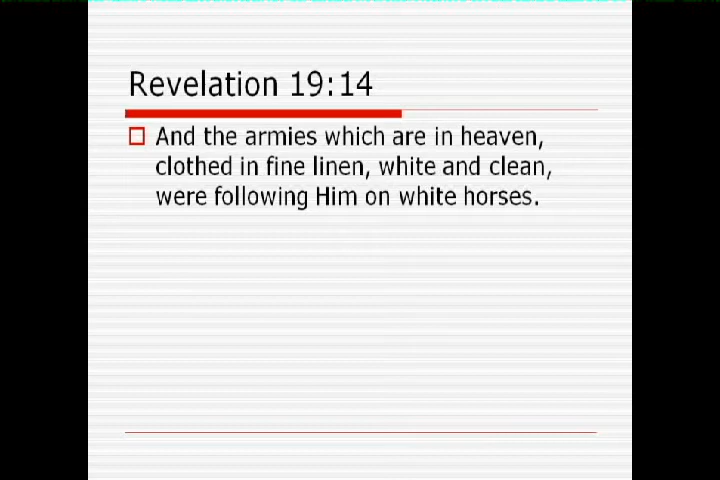 Revelation 19:14
And the armies which are in heaven,
clothed in fine linen, white and clean,
were following Him on white horses.